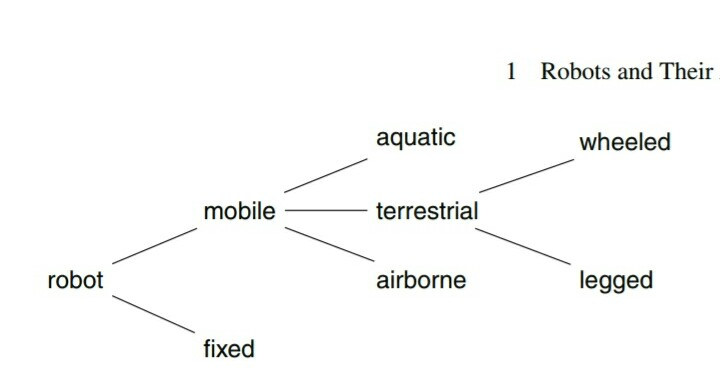 1 Robots and Their
aquatic
wheeled
mobile
terrestrial
robot
airborne
legged
fixed